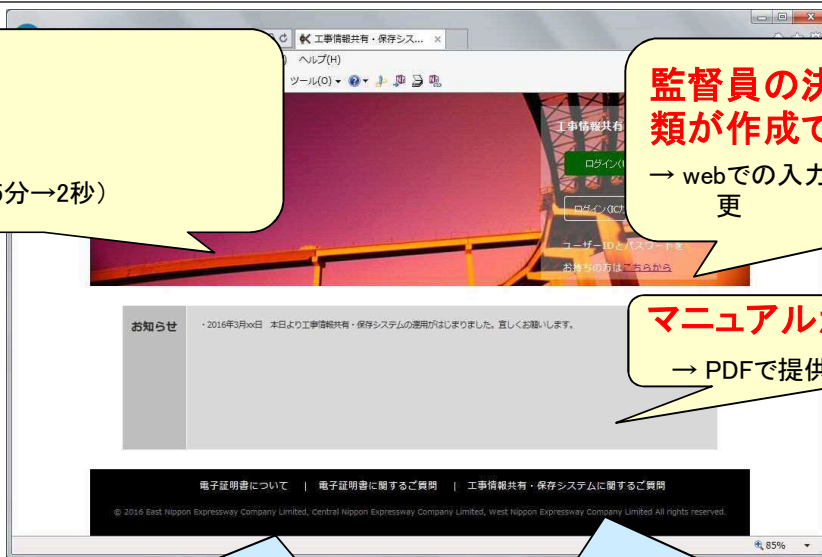 工事情報共有・保存シス...
ヘルプ(H)
ツール(O)
分→2秒）
監督員の
類が作成
→ webでの入力
更
工事情報共有
ログイン
ログイン(IC
ユーザーIDとパスワードを
お持ちの方はこちらから
マニュアル
→ PDFで提供
お知らせ
・2016年3月xx日 本日より工事情報共有・保存システムの運用がはじまりました。宜しくお願いします。
電子証明書について | 電子証明書に関するご質問 | 工事情報共有・保存システムに関するご質問
© 2016 East Nippon Expressway Company Limited, Central Nippon Expressway Company Limited, West Nippon Expressway Company Limited All rights reserved.
85%